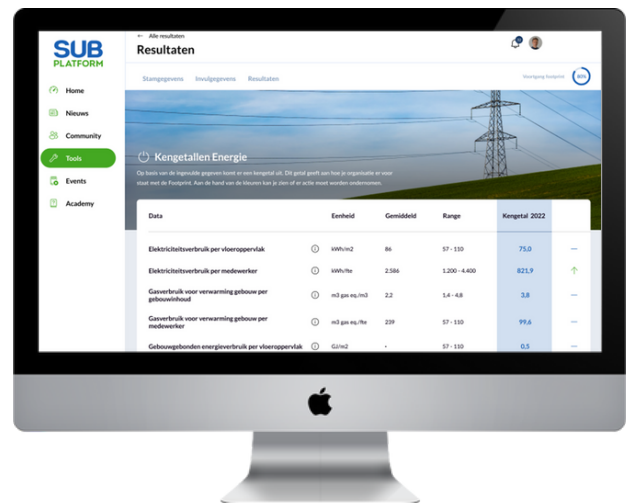 SUB
PLATFORM
Home
Nieuws
Community
Tools
Events
Academy
← Alle resultaten
Resultaten
Stamgegevens Invulgegevens Resultaten
Voortgang footprint 80%
Kengetallen Energie
Op basis van de ingevulde gegeven komt er een kengetal uit. Dit getal geeft aan hoe je organisatie er voor
staat met de Footprint. Aan de hand van de kleuren kan je zien of er actie moet worden ondernomen.
Data Eenheid Gemiddeld Range Kengetal 2022
Elektriciteitsverbruik per vloeroppervlak kWh/m2 86 57 - 110 75,0 —
Elektriciteitsverbruik per medewerker kWh/fte 2.586 1.200 - 4.400 821,9 ↑
Gasverbruik voor verwarming gebouw per
gebouwinhoud m3 gas eq./m3 2,2 1,4 - 4,8 3,8 —
Gasverbruik voor verwarming gebouw per
medewerker m3 gas eq./fte 239 57 - 110 99,6 —
Gebouwgebonden energieverbruik per vloeroppervlak GJ/m2 - 57 - 110 0,5 —